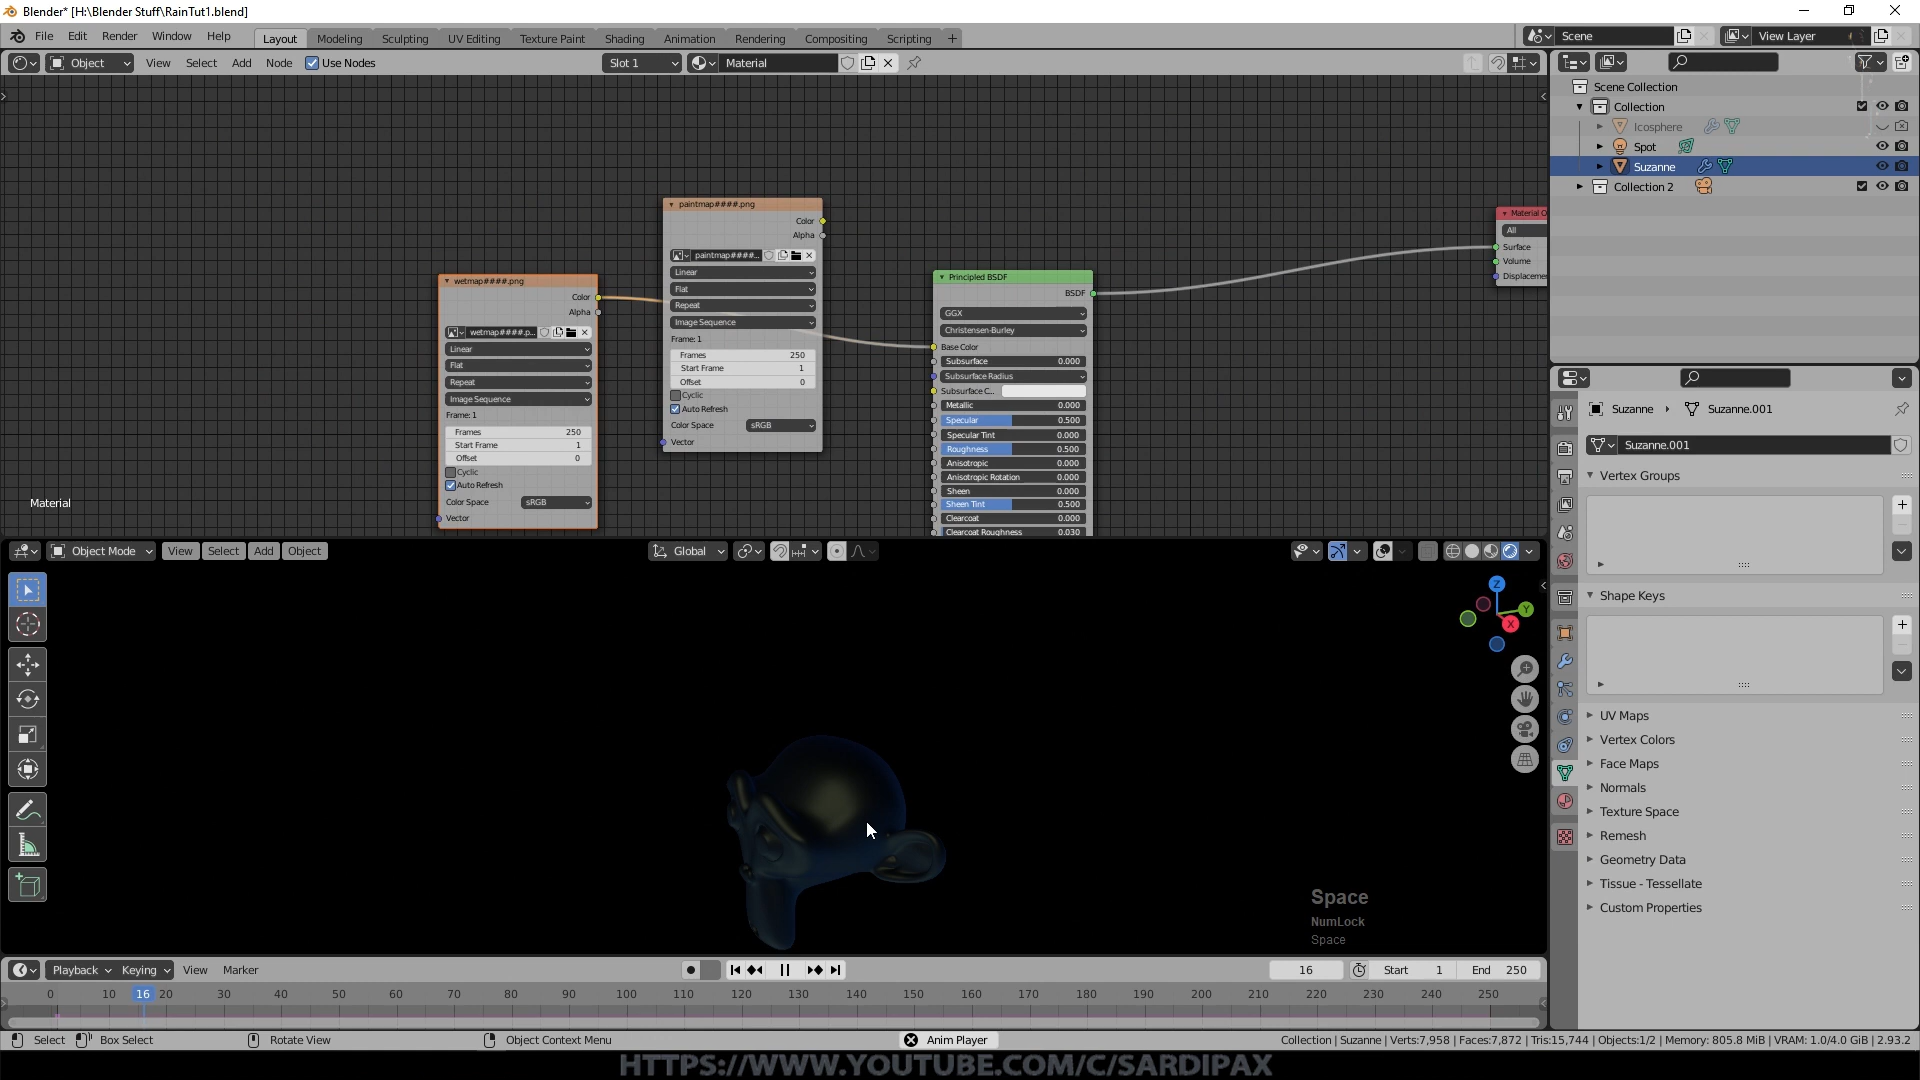 Blender* [H:\Blender Stuff\RainTut1.blend]
File Edit Render Window Help Layout Modeling Sculpting UV Editing Texture Paint Shading Animation Rendering Compositing Scripting + Scene View Layer
Object View Select Add Node Use Nodes Slot 1 Material
Scene Collection
Collection
Icosphere
Spot
Suzanne
Collection 2
paintmap####.png
Color
Alpha
paintmap####...
Linear
Flat
Repeat
Image Sequence
Frame: 1
Frames 250
Start Frame 1
Offset 0
Cyclic
Auto Refresh
Color Space sRGB
Vector
wetmap####.png
Color
Alpha
wetmap####.p...
Linear
Flat
Repeat
Image Sequence
Frame: 1
Frames 250
Start Frame 1
Offset 0
Cyclic
Auto Refresh
Color Space sRGB
Vector
Principled BSDF
BSDF
GGX
Christensen-Burley
Base Color
Subsurface 0.000
Subsurface Radius
Subsurface C...
Metallic 0.000
Specular 0.500
Specular Tint 0.000
Roughness 0.500
Anisotropic 0.000
Anisotropic Rotation 0.000
Sheen 0.000
Sheen Tint 0.500
Clearcoat 0.000
Clearcoat Roughness 0.030
Material O
All
Surface
Volume
Displaceme
Material
Suzanne Suzanne.001
Suzanne.001
Vertex Groups
Shape Keys
UV Maps
Vertex Colors
Face Maps
Normals
Texture Space
Remesh
Geometry Data
Tissue - Tessellate
Custom Properties
Object Mode View Select Add Object Global
Z
Y
X
Space
NumLock
Space
Playback Keying View Marker 16 Start 1 End 250
0 10 16 20 30 40 50 60 70 80 90 100 110 120 130 140 150 160 170 180 190 200 210 220 230 240 250
Select Box Select Rotate View Object Context Menu Anim Player Collection | Suzanne | Verts:7,958 | Faces:7,872 | Tris:15,744 | Objects:1/2 | Memory: 805.8 MiB | VRAM: 1.0/4.0 GiB | 2.93.2
HTTPS://WWW.YOUTUBE.COM/C/SARDIPAX